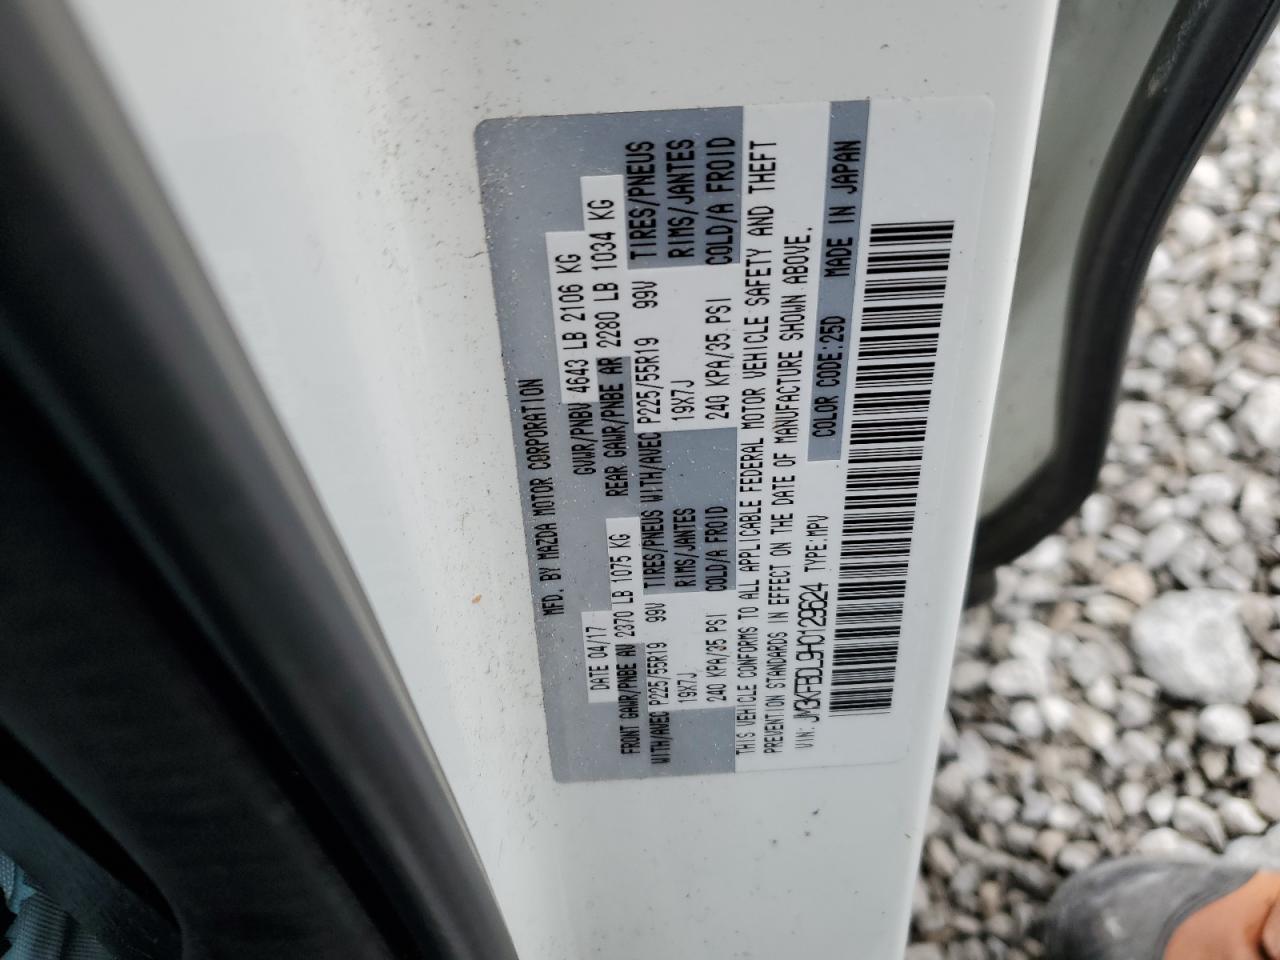 MFD. BY MAZDA MOTOR CORPORATION
DATE 04/17 GVWR/PNBV 4643 LB 2106 KG
FRONT GAWR/PNBE AV 2370 LB 1075 KG REAR GAWR/PNBE AR 2280 LB 1034 KG
WITH/AVEC P225/55R19 99V TIRES/PNEUS WITH/AVEC P225/55R19 99V TIRES/PNEUS
19X7J RIMS/JANTES 19X7J RIMS/JANTES
240 KPA/35 PSI COLD/A FROID 240 KPA/35 PSI COLD/A FROID
THIS VEHICLE CONFORMS TO ALL APPLICABLE FEDERAL MOTOR VEHICLE SAFETY AND THEFT
PREVENTION STANDARDS IN EFFECT ON THE DATE OF MANUFACTURE SHOWN ABOVE.
VIN: JM3KFBDL9H0129624 TYPE:MPV COLOR CODE:25D MADE IN JAPAN